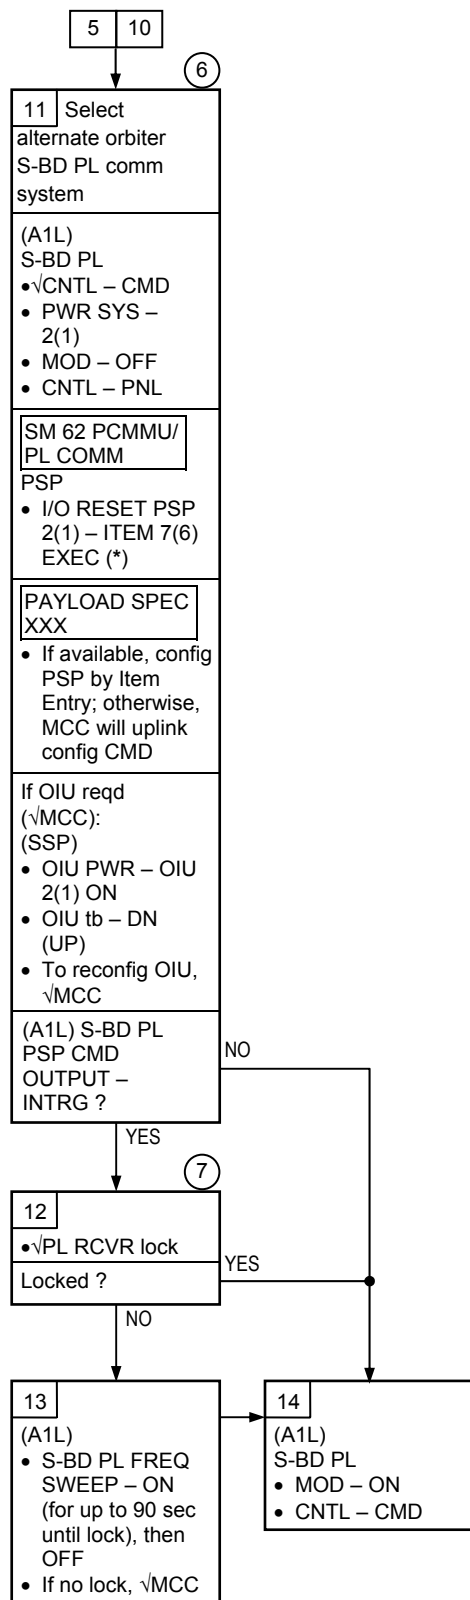 5 10
6
11 Select
alternate orbiter
S-BD PL comm
system
(A1L)
S-BD PL
•√CNTL – CMD
• PWR SYS –
2(1)
• MOD – OFF
• CNTL – PNL
SM 62 PCMMU/
PL COMM
PSP
• I/O RESET PSP
2(1) – ITEM 7(6)
EXEC (*)
PAYLOAD SPEC
XXX
• If available, config
PSP by Item
Entry; otherwise,
MCC will uplink
config CMD
If OIU reqd
(√MCC):
(SSP)
• OIU PWR – OIU
2(1) ON
• OIU tb – DN
(UP)
• To reconfig OIU,
√MCC
(A1L) S-BD PL
PSP CMD
OUTPUT –
INTRG ?
NO
YES
7
12
•√PL RCVR lock
Locked ?
YES
NO
13
(A1L)
• S-BD PL FREQ
SWEEP – ON
(for up to 90 sec
until lock), then
OFF
• If no lock, √MCC
14
(A1L)
S-BD PL
• MOD – ON
• CNTL – CMD